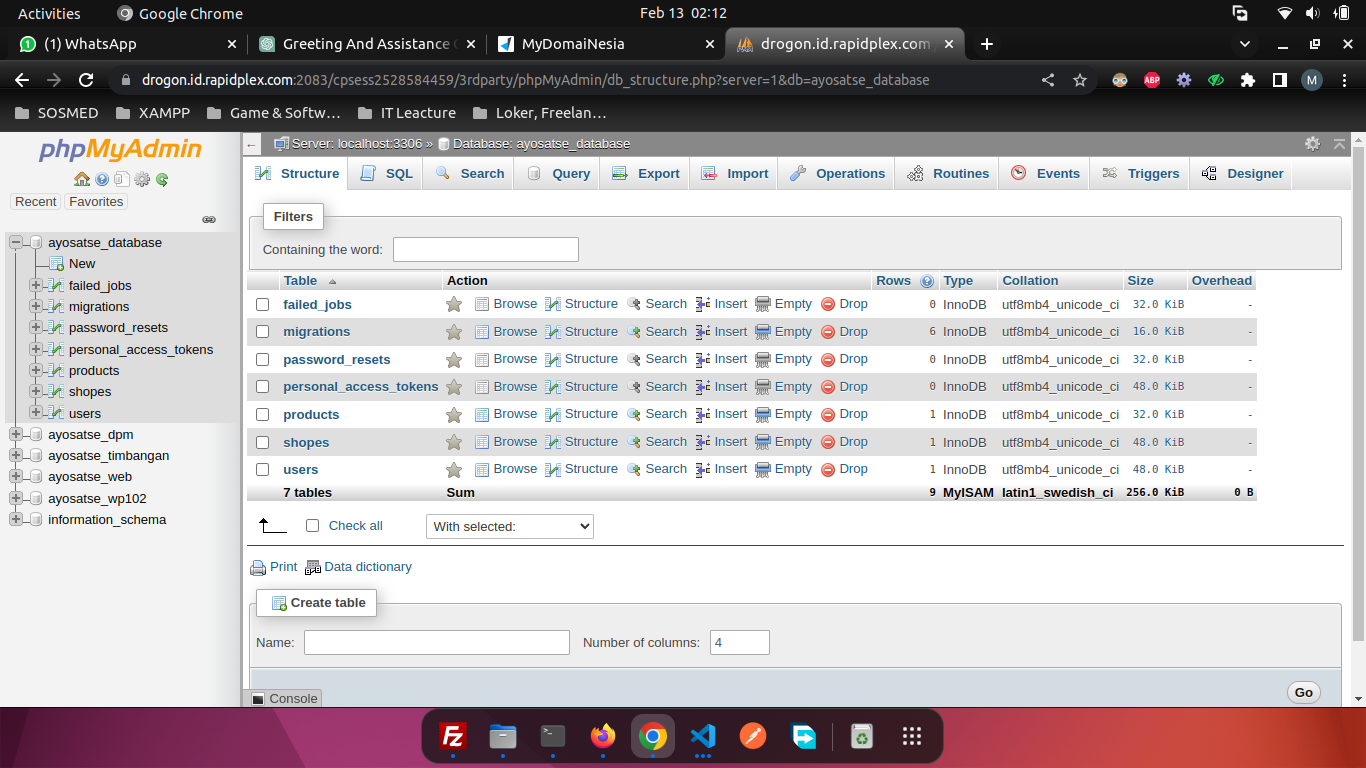 Activities Google Chrome Feb 13 02:12
(1) WhatsApp Greeting And Assistance MyDomaiNesia drogon.id.rapidplex.com
drogon.id.rapidplex.com:2083/cpsess2528584459/3rdparty/phpMyAdmin/db_structure.php?server=1&db=ayosatse_database ABP M
SOSMED XAMPP Game & Softw… IT Leacture Loker, Freelan…
phpMyAdmin
Recent Favorites
ayosatse_database
New
failed_jobs
migrations
password_resets
personal_access_tokens
products
shopes
users
ayosatse_dpm
ayosatse_timbangan
ayosatse_web
ayosatse_wp102
information_schema
Server: localhost:3306 » Database: ayosatse_database
Structure SQL Search Query Export Import Operations Routines Events Triggers Designer
Filters
Containing the word:
Table Action Rows Type Collation Size Overhead
failed_jobs Browse Structure Search Insert Empty Drop 0 InnoDB utf8mb4_unicode_ci 32.0 KiB -
migrations Browse Structure Search Insert Empty Drop 6 InnoDB utf8mb4_unicode_ci 16.0 KiB -
password_resets Browse Structure Search Insert Empty Drop 0 InnoDB utf8mb4_unicode_ci 32.0 KiB -
personal_access_tokens Browse Structure Search Insert Empty Drop 0 InnoDB utf8mb4_unicode_ci 48.0 KiB -
products Browse Structure Search Insert Empty Drop 1 InnoDB utf8mb4_unicode_ci 32.0 KiB -
shopes Browse Structure Search Insert Empty Drop 1 InnoDB utf8mb4_unicode_ci 48.0 KiB -
users Browse Structure Search Insert Empty Drop 1 InnoDB utf8mb4_unicode_ci 48.0 KiB -
7 tables Sum 9 MyISAM latin1_swedish_ci 256.0 KiB 0 B
Check all With selected:
Print Data dictionary
Create table
Name: Number of columns: 4
Console Go